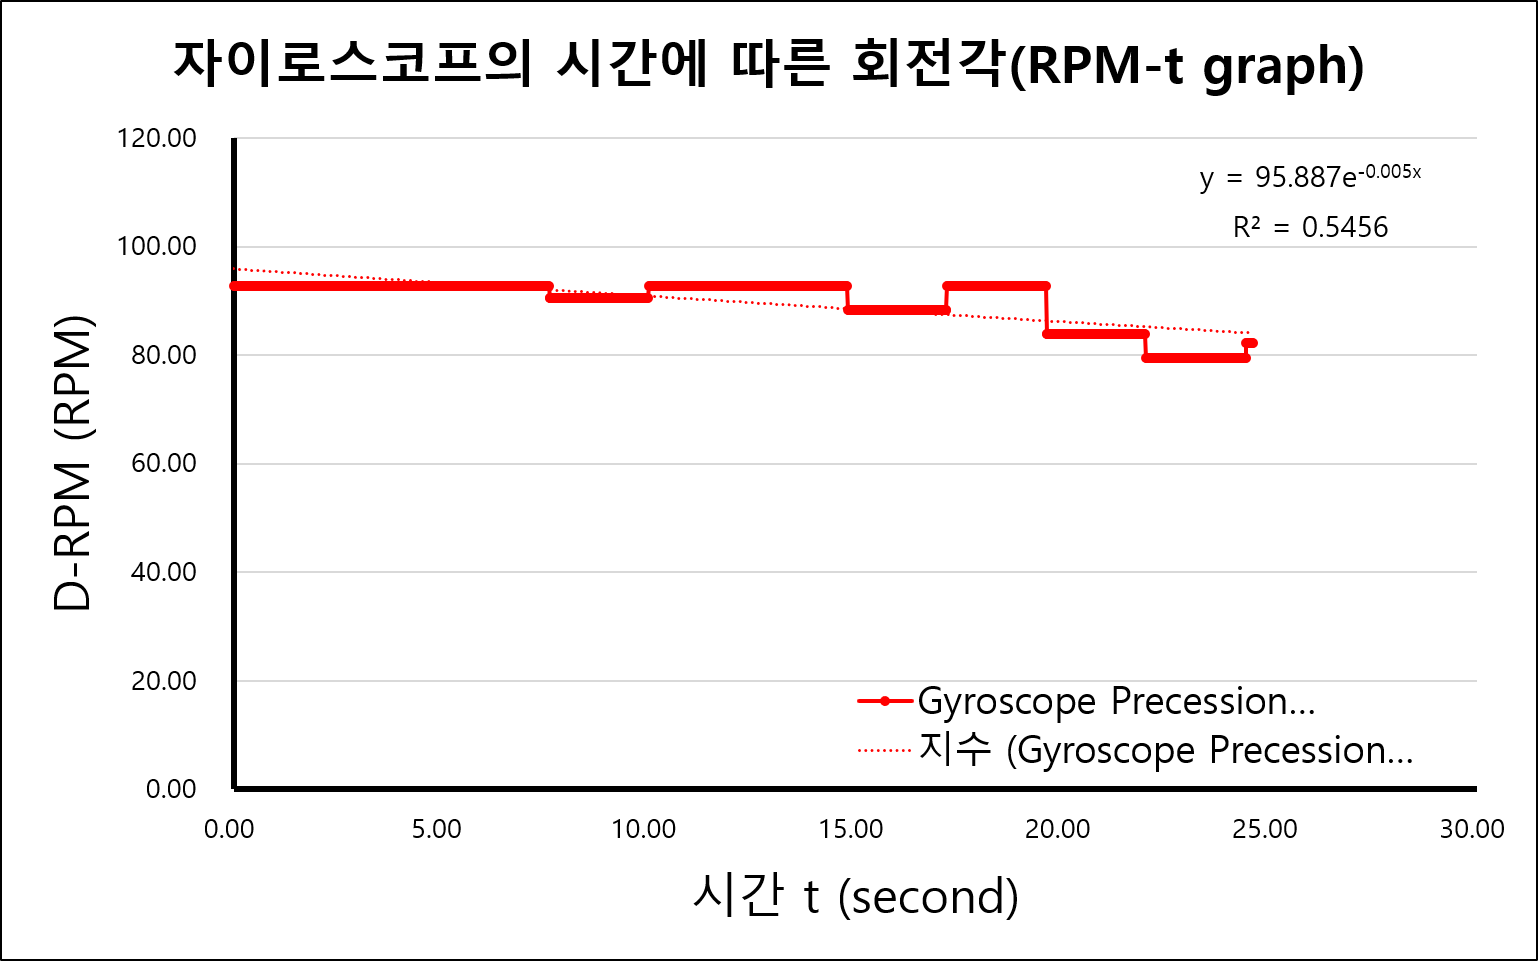 자이로스코프의 시간에 따른 회전각(RPM-t graph)
120.00
y = 95.887e^-0.005x
R² = 0.5456
100.00
80.00
60.00
40.00
20.00
0.00
D-RPM (RPM)
Gyroscope Precession...
지수 (Gyroscope Precession...
0.00 5.00 10.00 15.00 20.00 25.00 30.00
시간 t (second)